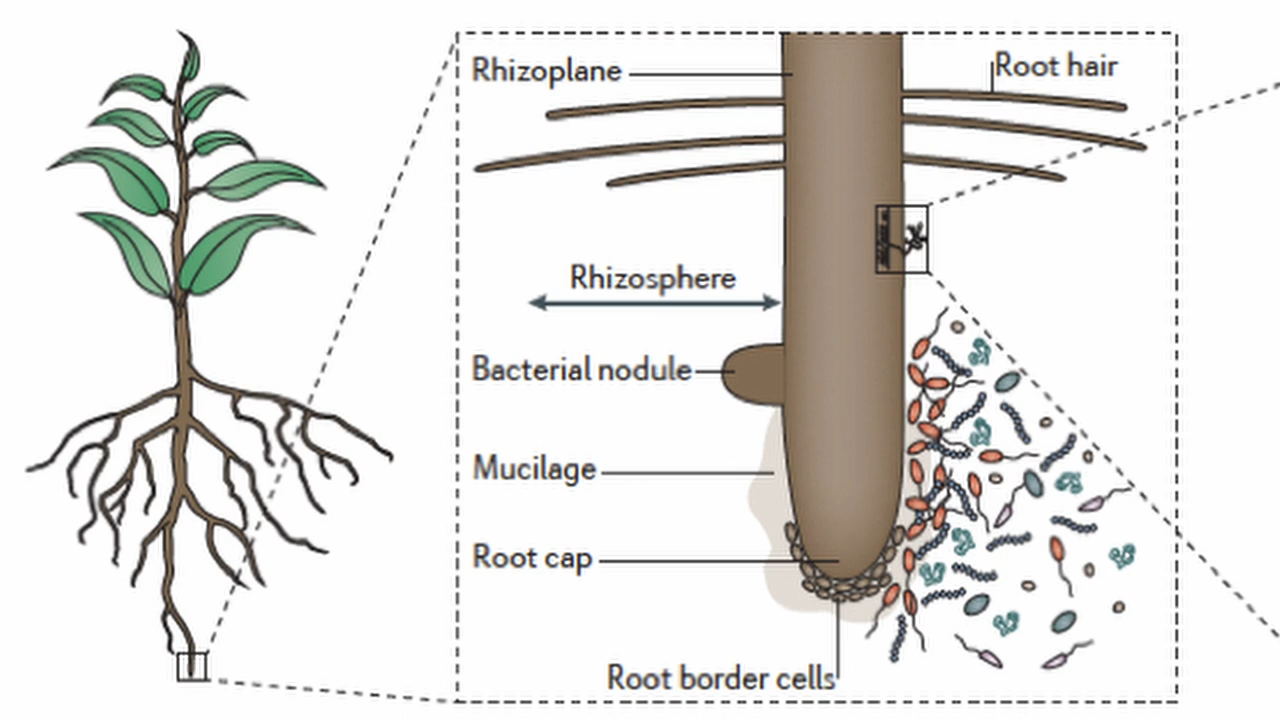 Rhizoplane
Root hair
Rhizosphere
Bacterial nodule
Mucilage
Root cap
Root border cells